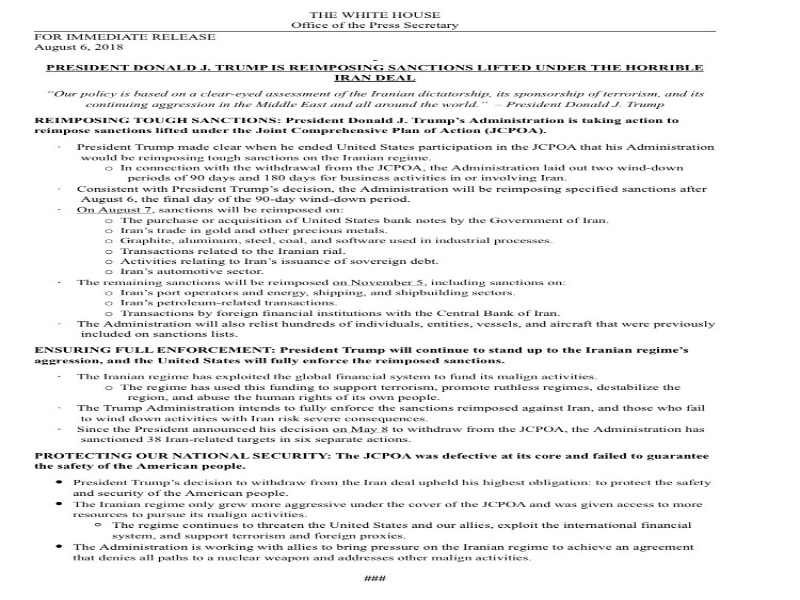 THE WHITE HOUSE
Office of the Press Secretary
FOR IMMEDIATE RELEASE
August 6, 2018
PRESIDENT DONALD J. TRUMP IS REIMPOSING SANCTIONS LIFTED UNDER THE HORRIBLE
IRAN DEAL
"Our policy is based on a clear-eyed assessment of the Iranian dictatorship, its sponsorship of terrorism, and its
continuing aggression in the Middle East and all around the world." – President Donald J. Trump
REIMPOSING TOUGH SANCTIONS: President Donald J. Trump's Administration is taking action to
reimpose sanctions lifted under the Joint Comprehensive Plan of Action (JCPOA).
· President Trump made clear when he ended United States participation in the JCPOA that his Administration
would be reimposing tough sanctions on the Iranian regime.
o In connection with the withdrawal from the JCPOA, the Administration laid out two wind-down
periods of 90 days and 180 days for business activities in or involving Iran.
· Consistent with President Trump's decision, the Administration will be reimposing specified sanctions after
August 6, the final day of the 90-day wind-down period.
· On August 7, sanctions will be reimposed on:
o The purchase or acquisition of United States bank notes by the Government of Iran.
o Iran's trade in gold and other precious metals.
o Graphite, aluminum, steel, coal, and software used in industrial processes.
o Transactions related to the Iranian rial.
o Activities relating to Iran's issuance of sovereign debt.
o Iran's automotive sector.
· The remaining sanctions will be reimposed on November 5, including sanctions on:
o Iran's port operators and energy, shipping, and shipbuilding sectors.
o Iran's petroleum-related transactions.
o Transactions by foreign financial institutions with the Central Bank of Iran.
· The Administration will also relist hundreds of individuals, entities, vessels, and aircraft that were previously
included on sanctions lists.
ENSURING FULL ENFORCEMENT: President Trump will continue to stand up to the Iranian regime's
aggression, and the United States will fully enforce the reimposed sanctions.
· The Iranian regime has exploited the global financial system to fund its malign activities.
o The regime has used this funding to support terrorism, promote ruthless regimes, destabilize the
region, and abuse the human rights of its own people.
· The Trump Administration intends to fully enforce the sanctions reimposed against Iran, and those who fail
to wind down activities with Iran risk severe consequences.
· Since the President announced his decision on May 8 to withdraw from the JCPOA, the Administration has
sanctioned 38 Iran-related targets in six separate actions.
PROTECTING OUR NATIONAL SECURITY: The JCPOA was defective at its core and failed to guarantee
the safety of the American people.
• President Trump's decision to withdraw from the Iran deal upheld his highest obligation: to protect the safety
and security of the American people.
• The Iranian regime only grew more aggressive under the cover of the JCPOA and was given access to more
resources to pursue its malign activities.
o The regime continues to threaten the United States and our allies, exploit the international financial
system, and support terrorism and foreign proxies.
• The Administration is working with allies to bring pressure on the Iranian regime to achieve an agreement
that denies all paths to a nuclear weapon and addresses other malign activities.
###